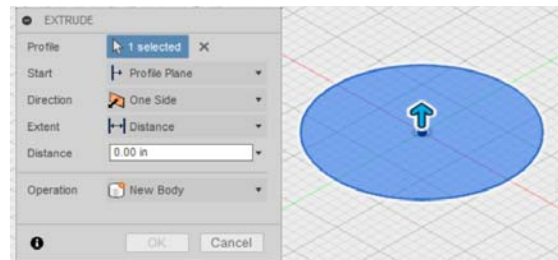 EXTRUDE
Profile 1 selected
Start Profile Plane
Direction One Side
Extent Distance
Distance 0.00 in
Operation New Body
OK Cancel